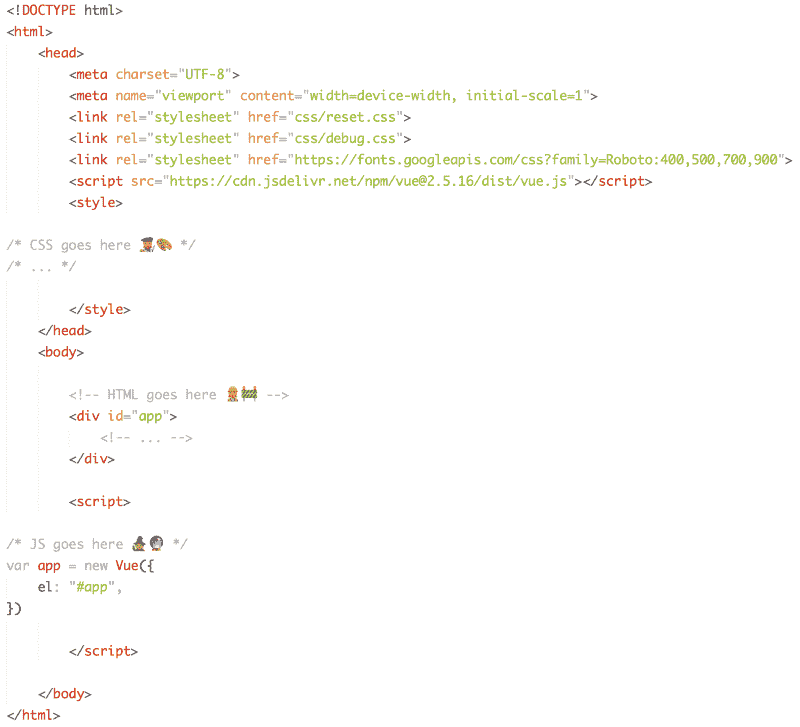 <!DOCTYPE html>
<html>
<head>
<meta charset="UTF-8">
<meta name="viewport" content="width=device-width, initial-scale=1">
<link rel="stylesheet" href="css/reset.css">
<link rel="stylesheet" href="css/debug.css">
<link rel="stylesheet" href="https://fonts.googleapis.com/css?family=Roboto:400,500,700,900">
<script src="https://cdn.jsdelivr.net/npm/vue@2.5.16/dist/vue.js"></script>
<style>
/* CSS goes here 👨‍🎨🎨 */
/* ... */
</style>
</head>
<body>
<!-- HTML goes here 👷🚧 -->
<div id="app">
<!-- ... -->
</div>
<script>
/* JS goes here 🧙🔮 */
var app = new Vue({
el: "#app",
})
</script>
</body>
</html>